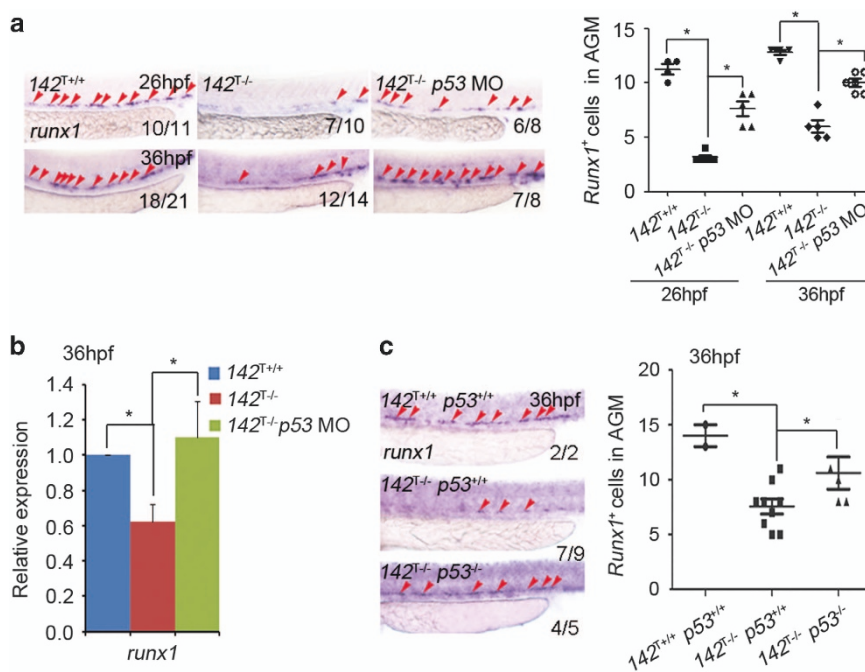 a
142T+/+ 26hpf 142T-/- 142T-/- p53 MO
runx1 10/11 7/10 6/8
36hpf
18/21 12/14 7/8
Runx1+ cells in AGM
15
10
5
0
142T+/+ 142T-/- 142T-/- p53 MO 142T+/+ 142T-/- 142T-/- p53 MO
* * * *
26hpf 36hpf
b 36hpf
Relative expression
1.4
1.2
1.0
0.8
0.6
0.4
0.2
0.0
* *
142T+/+
142T-/-
142T-/- p53 MO
runx1
c
142T+/+ p53+/+ 36hpf
runx1 2/2
142T-/- p53+/+
7/9
142T-/- p53-/-
4/5
36hpf
Runx1+ cells in AGM
20
15
10
5
0
* *
142T+/+ p53+/+ 142T-/- p53+/+ 142T-/- p53-/-